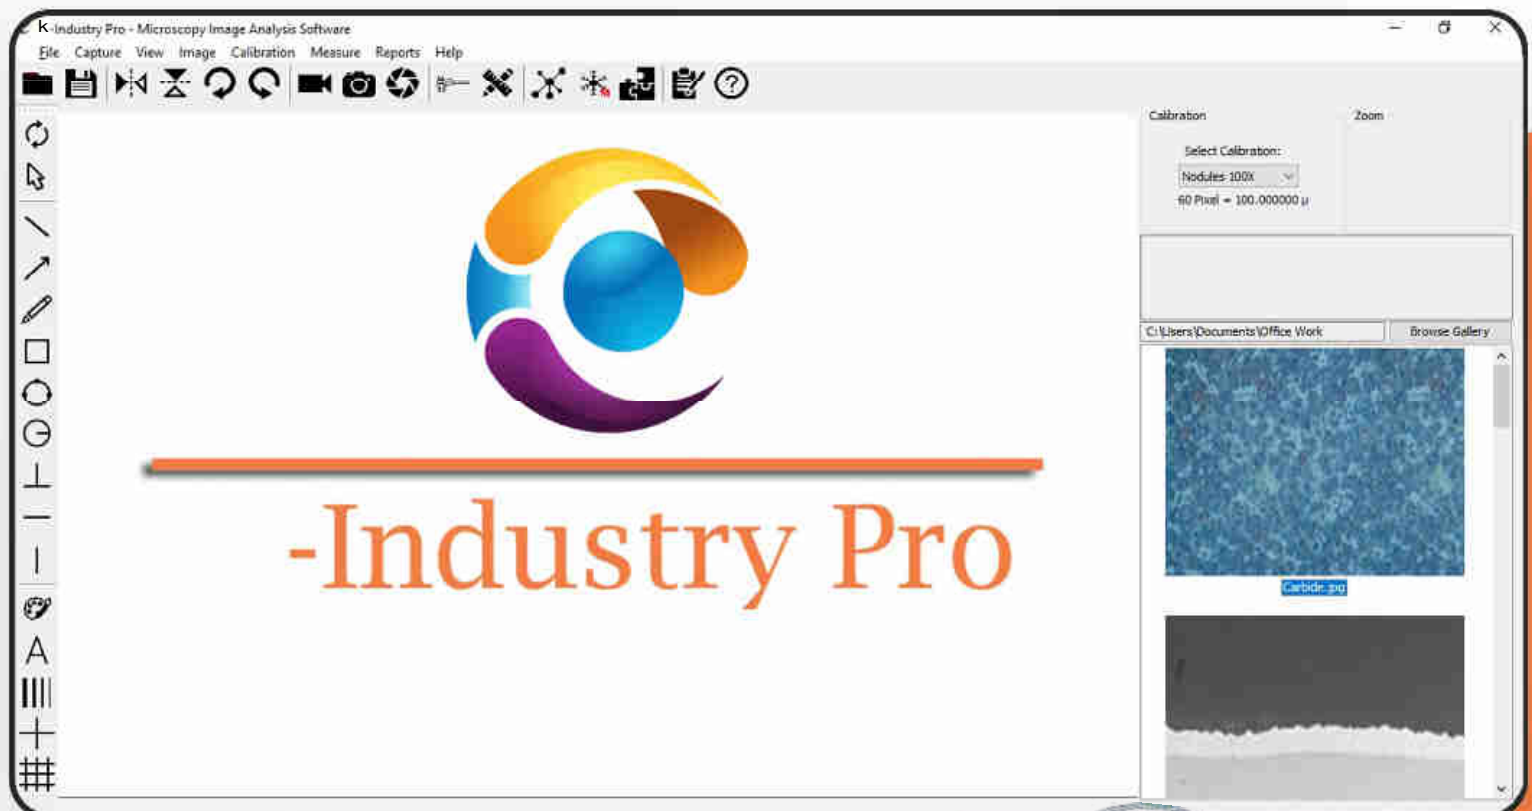 k -Industry Pro - Microscopy Image Analysis Software
File Capture View Image Calibration Measure Reports Help
Calibration
Zoom
Select Calibration:
Nodules 100X
60 Pixel = 100.000000 µ
C:\Users\Documents\Office Work
Browse Gallery
Carbide.jpg
-Industry Pro
A